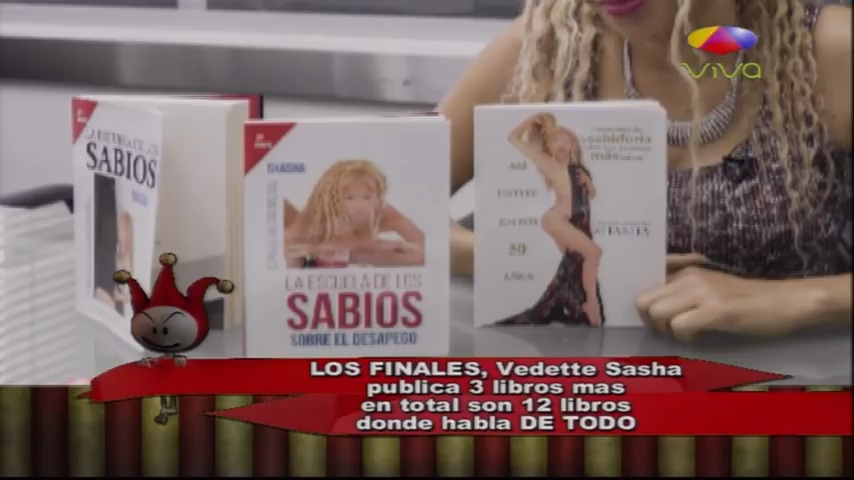 viva
LA ESCUELA DE LOS
SABIOS
SASHA
LA ESCUELA DE LOS
SABIOS
SOBRE EL DESAPEGO
sabiduría
más
ASÍ
50
AÑOS
LOS FINALES, Vedette Sasha
publica 3 libros mas
en total son 12 libros
donde habla DE TODO